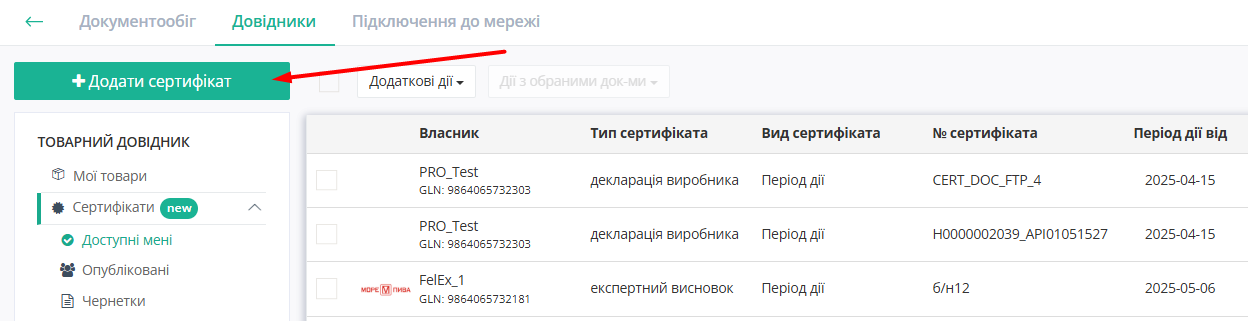 Документообіг Довідники Підключення до мережі
Додати сертифікат
Додаткові дії Дії з обраними док-ми
ТОВАРНИЙ ДОВІДНИК
Мої товари
Сертифікати new
Доступні мені
Опубліковані
Чернетки
Власник Тип сертифіката Вид сертифіката № сертифіката Період дії від
PRO_Test
GLN: 9864065732303
декларація виробника Період дії CERT_DOC_FTP_4 2025-04-15
PRO_Test
GLN: 9864065732303
декларація виробника Період дії H0000002039_API01051527 2025-04-15
МОРЕ ПИВА
FelEx_1
GLN: 9864065732181
експертний висновок Період дії б/н12 2025-05-06